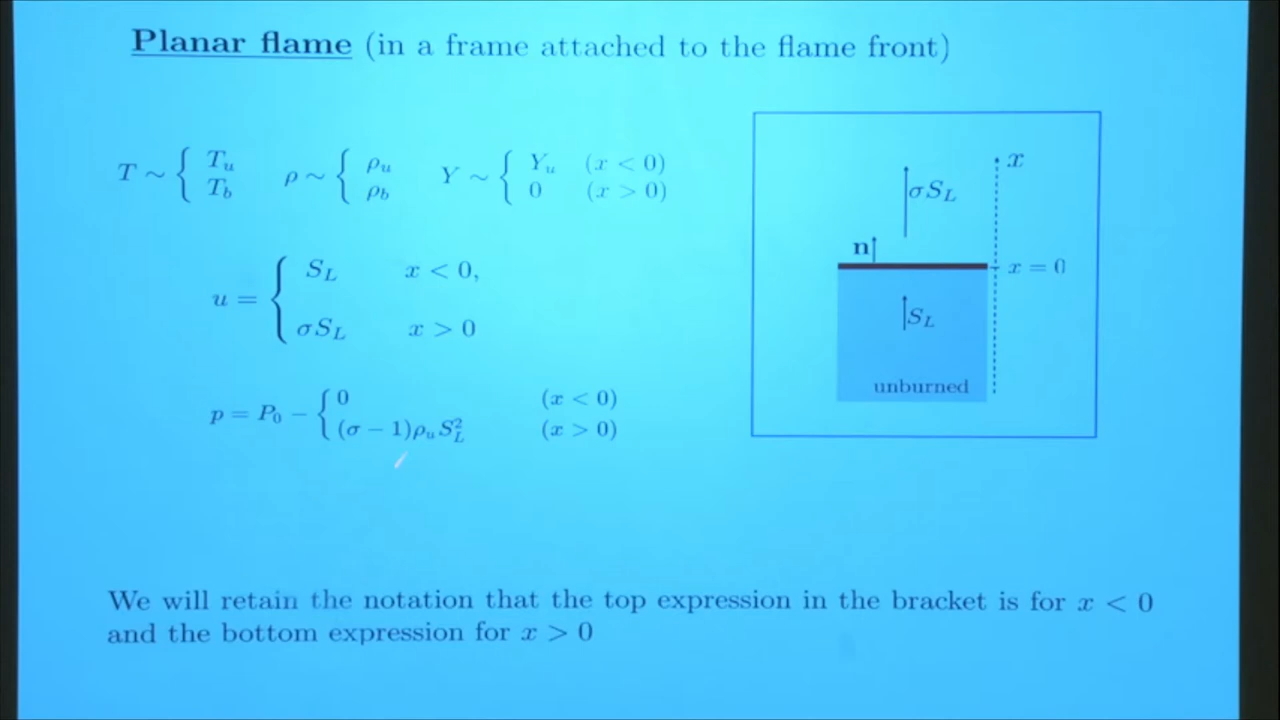 Planar flame (in a frame attached to the flame front)
T ∼ { T_u T_b   ρ ∼ { ρ_u ρ_b   Y ∼ { Y_u (x < 0) 0 (x > 0)
u = { S_L x < 0, σS_L x > 0
p = P_0 − { 0 (x < 0) (σ − 1)ρ_u S_L^2 (x > 0)
x
σS_L
n
x = 0
S_L
unburned
We will retain the notation that the top expression in the bracket is for x < 0
and the bottom expression for x > 0